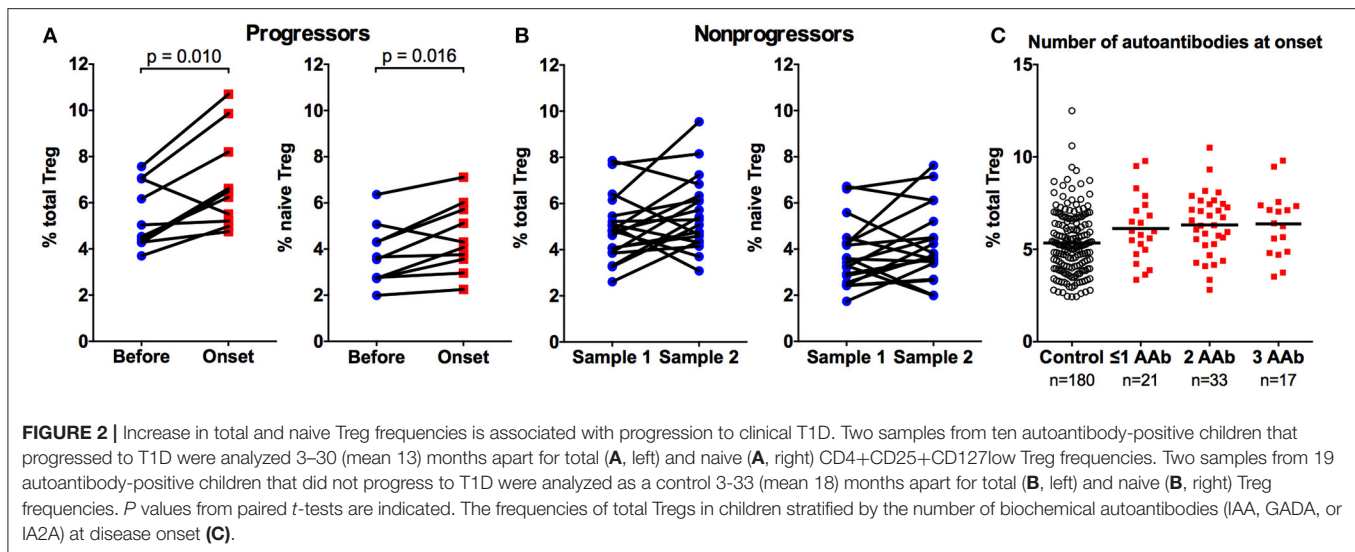 A
Progressors
p = 0.010
p = 0.016
% total Treg
12
10
8
6
4
2
0
Before
Onset
% naive Treg
12
10
8
6
4
2
0
Before
Onset
B
Nonprogressors
% total Treg
12
10
8
6
4
2
0
Sample 1
Sample 2
% naive Treg
12
10
8
6
4
2
0
Sample 1
Sample 2
C
Number of autoantibodies at onset
% total Treg
15
10
5
0
Control
≤1 AAb
2 AAb
3 AAb
n=180
n=21
n=33
n=17
FIGURE 2 | Increase in total and naive Treg frequencies is associated with progression to clinical T1D. Two samples from ten autoantibody-positive children that
progressed to T1D were analyzed 3–30 (mean 13) months apart for total (A, left) and naive (A, right) CD4+CD25+CD127low Treg frequencies. Two samples from 19
autoantibody-positive children that did not progress to T1D were analyzed as a control 3-33 (mean 18) months apart for total (B, left) and naive (B, right) Treg
frequencies. P values from paired t-tests are indicated. The frequencies of total Tregs in children stratified by the number of biochemical autoantibodies (IAA, GADA, or
IA2A) at disease onset (C).